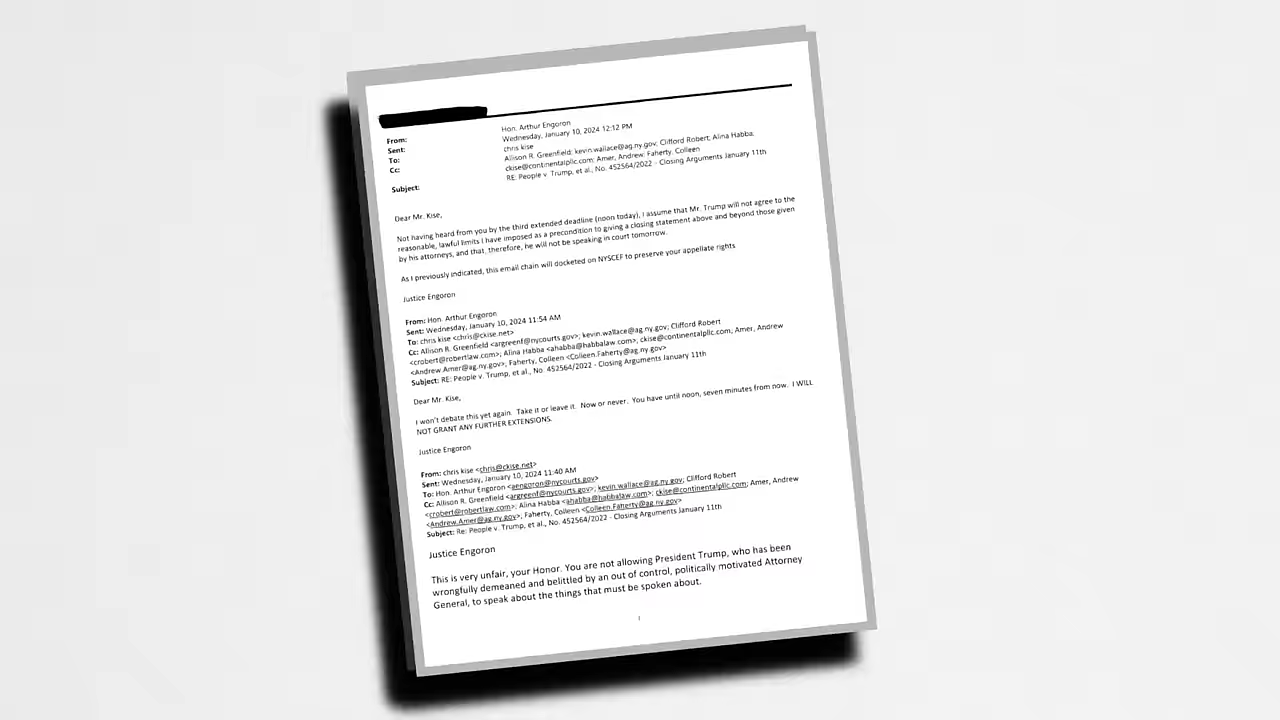 From:
Hon. Arthur Engoron
Sent:
Wednesday, January 10, 2024 12:12 PM
To:
chris kise
Cc:
Allison R. Greenfield; kevin.wallace@ag.ny.gov; Clifford Robert; Alina Habba;
ckise@continentalpllc.com; Amer, Andrew; Faherty, Colleen
Subject:
RE: People v. Trump, et al., No. 452564/2022 - Closing Arguments January 11th
Dear Mr. Kise,
Not having heard from you by the third extended deadline (noon today), I assume that Mr. Trump will not agree to the
reasonable, lawful limits I have imposed as a precondition to giving a closing statement above and beyond those given
by his attorneys, and that, therefore, he will not be speaking in court tomorrow.
As I previously indicated, this email chain will docketed on NYSCEF to preserve your appellate rights
Justice Engoron
From: Hon. Arthur Engoron
Sent: Wednesday, January 10, 2024 11:54 AM
To: chris kise <chris@ckise.net>
Cc: Allison R. Greenfield <argreenf@nycourts.gov>; kevin.wallace@ag.ny.gov; Clifford Robert
<crobert@robertlaw.com>; Alina Habba <ahabba@habbalaw.com>; ckise@continentalpllc.com; Amer, Andrew
<Andrew.Amer@ag.ny.gov>; Faherty, Colleen <Colleen.Faherty@ag.ny.gov>
Subject: RE: People v. Trump, et al., No. 452564/2022 - Closing Arguments January 11th
Dear Mr. Kise,
I won't debate this yet again. Take it or leave it. Now or never. You have until noon, seven minutes from now. I WILL
NOT GRANT ANY FURTHER EXTENSIONS.
Justice Engoron
From: chris kise <chris@ckise.net>
Sent: Wednesday, January 10, 2024 11:40 AM
To: Hon. Arthur Engoron <aengoron@nycourts.gov>
Cc: Allison R. Greenfield <argreenf@nycourts.gov>; kevin.wallace@ag.ny.gov; Clifford Robert
<crobert@robertlaw.com>; Alina Habba <ahabba@habbalaw.com>; ckise@continentalpllc.com; Amer, Andrew
<Andrew.Amer@ag.ny.gov>; Faherty, Colleen <Colleen.Faherty@ag.ny.gov>
Subject: Re: People v. Trump, et al., No. 452564/2022 - Closing Arguments January 11th
Justice Engoron
This is very unfair, your Honor. You are not allowing President Trump, who has been
wrongfully demeaned and belittled by an out of control, politically motivated Attorney
General, to speak about the things that must be spoken about.
1